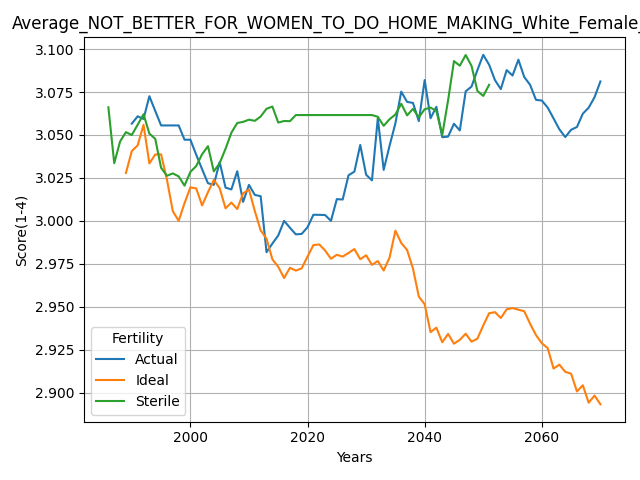 Average_NOT_BETTER_FOR_WOMEN_TO_DO_HOME_MAKING_White_Female_
3.100
3.075
3.050
3.025
3.000
2.975
2.950
2.925
2.900
Score(1-4)
Fertility
Actual
Ideal
Sterile
2000
2020
2040
2060
Years